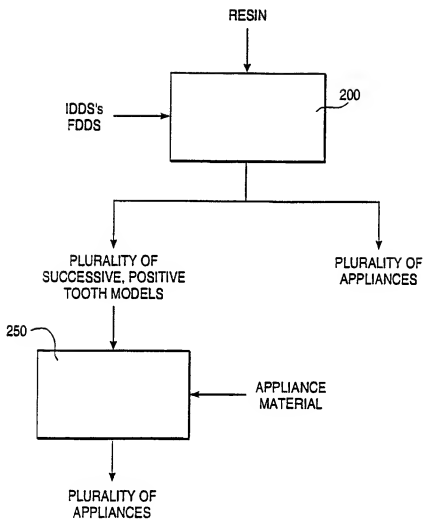 RESIN
200
IDDS's
FDDS
PLURALITY OF
SUCCESSIVE, POSITIVE
TOOTH MODELS
PLURALITY OF
APPLIANCES
250
APPLIANCE
MATERIAL
PLURALITY OF
APPLIANCES